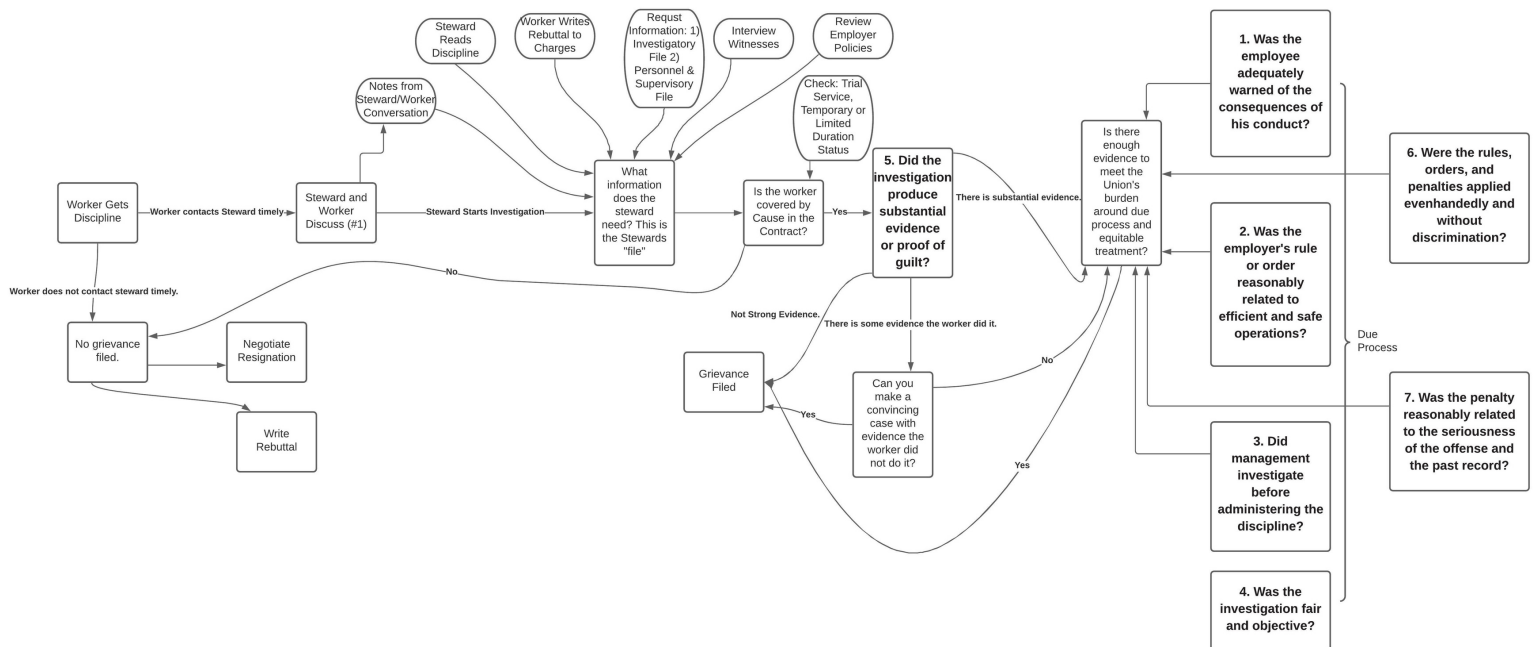 Steward
Reads
Discipline
Worker Writes
Rebuttal to
Charges
Requst
Information: 1)
Investigatory
File 2)
Personnel &
Supervisory
File
Interview
Witnesses
Review
Employer
Policies
Notes from
Steward/Worker
Conversation
Check: Trial
Service,
Temporary or
Limited
Duration
Status
Worker Gets
Discipline
Worker contacts Steward timely
Steward and
Worker
Discuss (#1)
Steward Starts Investigation
What
information
does the
steward
need? This is
the Stewards
"file"
Is the worker
covered by
Cause in the
Contract?
Yes
5. Did the
investigation
produce
substantial
evidence
or proof of
guilt?
There is substantial evidence.
Is there
enough
evidence to
meet the
Union's
burden
around due
process and
equitable
treatment?
1. Was the
employee
adequately
warned of the
consequences of
his conduct?
6. Were the rules,
orders, and
penalties applied
evenhandedly and
without
discrimination?
2. Was the
employer's rule
or order
reasonably
related to
efficient and safe
operations?
Due
Process
7. Was the penalty
reasonably related
to the seriousness
of the offense and
the past record?
3. Did
management
investigate
before
administering the
discipline?
4. Was the
investigation fair
and objective?
No
Worker does not contact steward timely.
No grievance
filed.
Negotiate
Resignation
Write
Rebuttal
Not Strong Evidence.
There is some evidence the worker did it.
Grievance
Filed
Yes
Can you
make a
convincing
case with
evidence the
worker did
not do it?
No
Yes